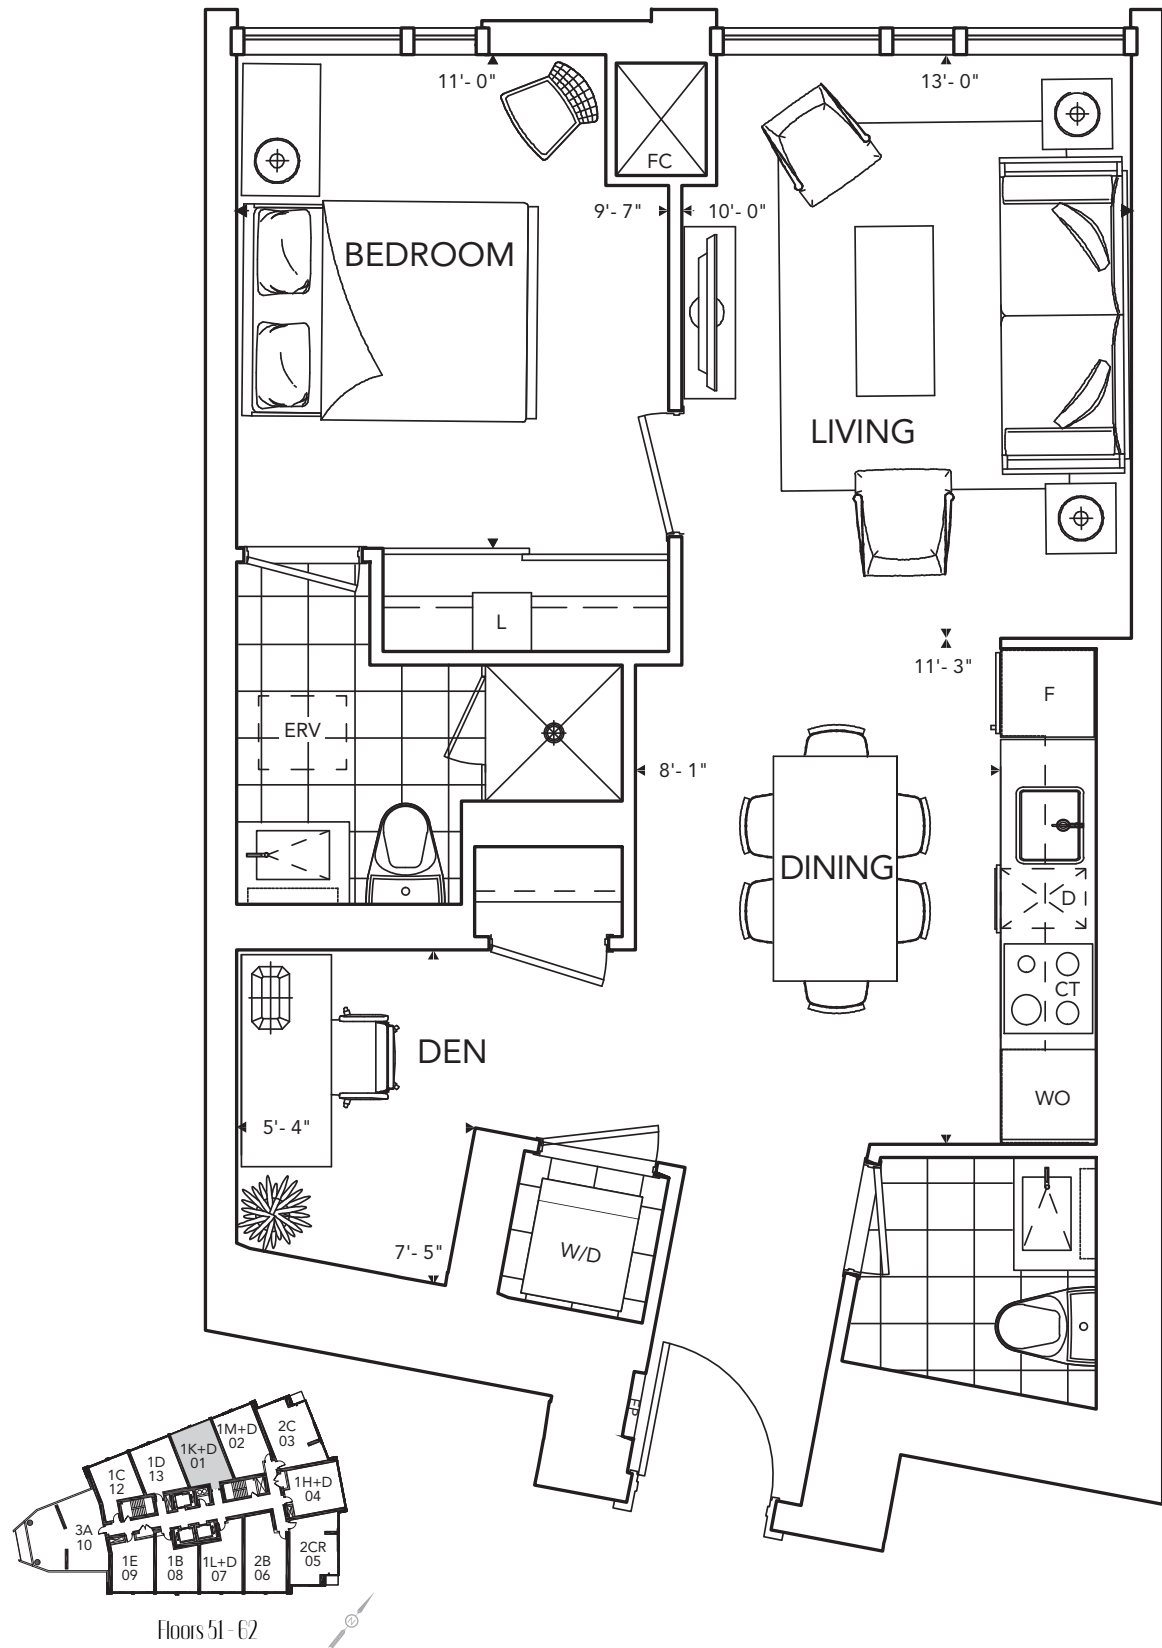 11'- 0"
13'- 0"
FC
9'- 7"
10'- 0"
BEDROOM
LIVING
L
11'- 3"
F
ERV
8'- 1"
DINING
D
CT
DEN
WO
5'- 4"
7'- 5"
W/D
EP
1M+D
02
2C
03
1K+D
01
1D
13
1C
12
1H+D
04
3A
10
1E
09
1B
08
1L+D
07
2B
06
2CR
05
Floors 51 - 62
N